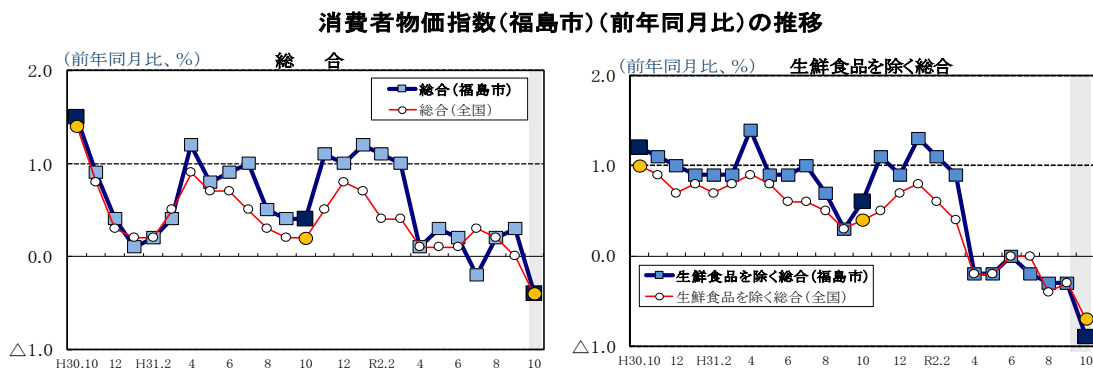 消費者物価指数（福島市）（前年同月比）の推移
（前年同月比、％）
総　合
2.0
1.0
0.0
△1.0
総合（福島市）
総合（全国）
H30.10 12 H31.2 4 6 8 10 12 R2.2 4 6 8 10
（前年同月比、％）
生鮮食品を除く総合
2.0
1.0
0.0
△1.0
生鮮食品を除く総合（福島市）
生鮮食品を除く総合（全国）
H30.10 12 H31.2 4 6 8 10 12 R2.2 4 6 8 10